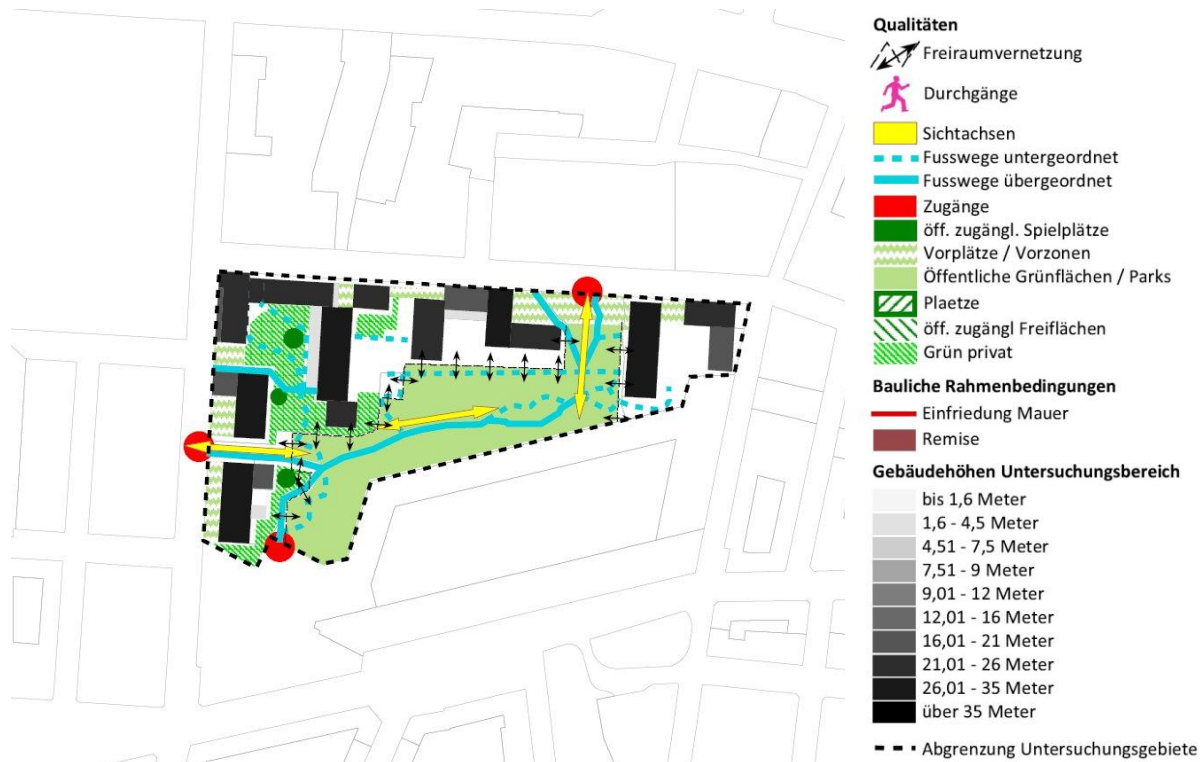 Qualitäten
Freiraumvernetzung
Durchgänge
Sichtachsen
Fusswege untergeordnet
Fusswege übergeordnet
Zugänge
öff. zugängl. Spielplätze
Vorplätze / Vorzonen
Öffentliche Grünflächen / Parks
Plaetze
öff. zugängl Freiflächen
Grün privat
Bauliche Rahmenbedingungen
Einfriedung Mauer
Remise
Gebäudehöhen Untersuchungsbereich
bis 1,6 Meter
1,6 - 4,5 Meter
4,51 - 7,5 Meter
7,51 - 9 Meter
9,01 - 12 Meter
12,01 - 16 Meter
16,01 - 21 Meter
21,01 - 26 Meter
26,01 - 35 Meter
über 35 Meter
Abgrenzung Untersuchungsgebiete